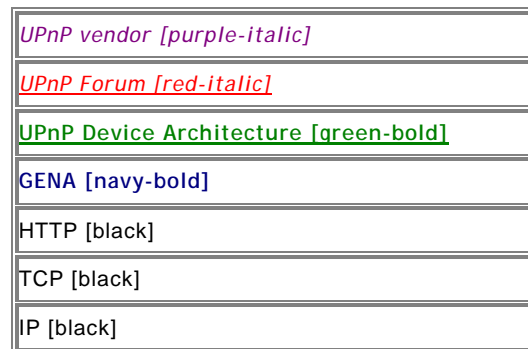 UPnP vendor [purple-italic]
UPnP Forum [red-italic]
UPnP Device Architecture [green-bold]
GENA [navy-bold]
HTTP [black]
TCP [black]
IP [black]